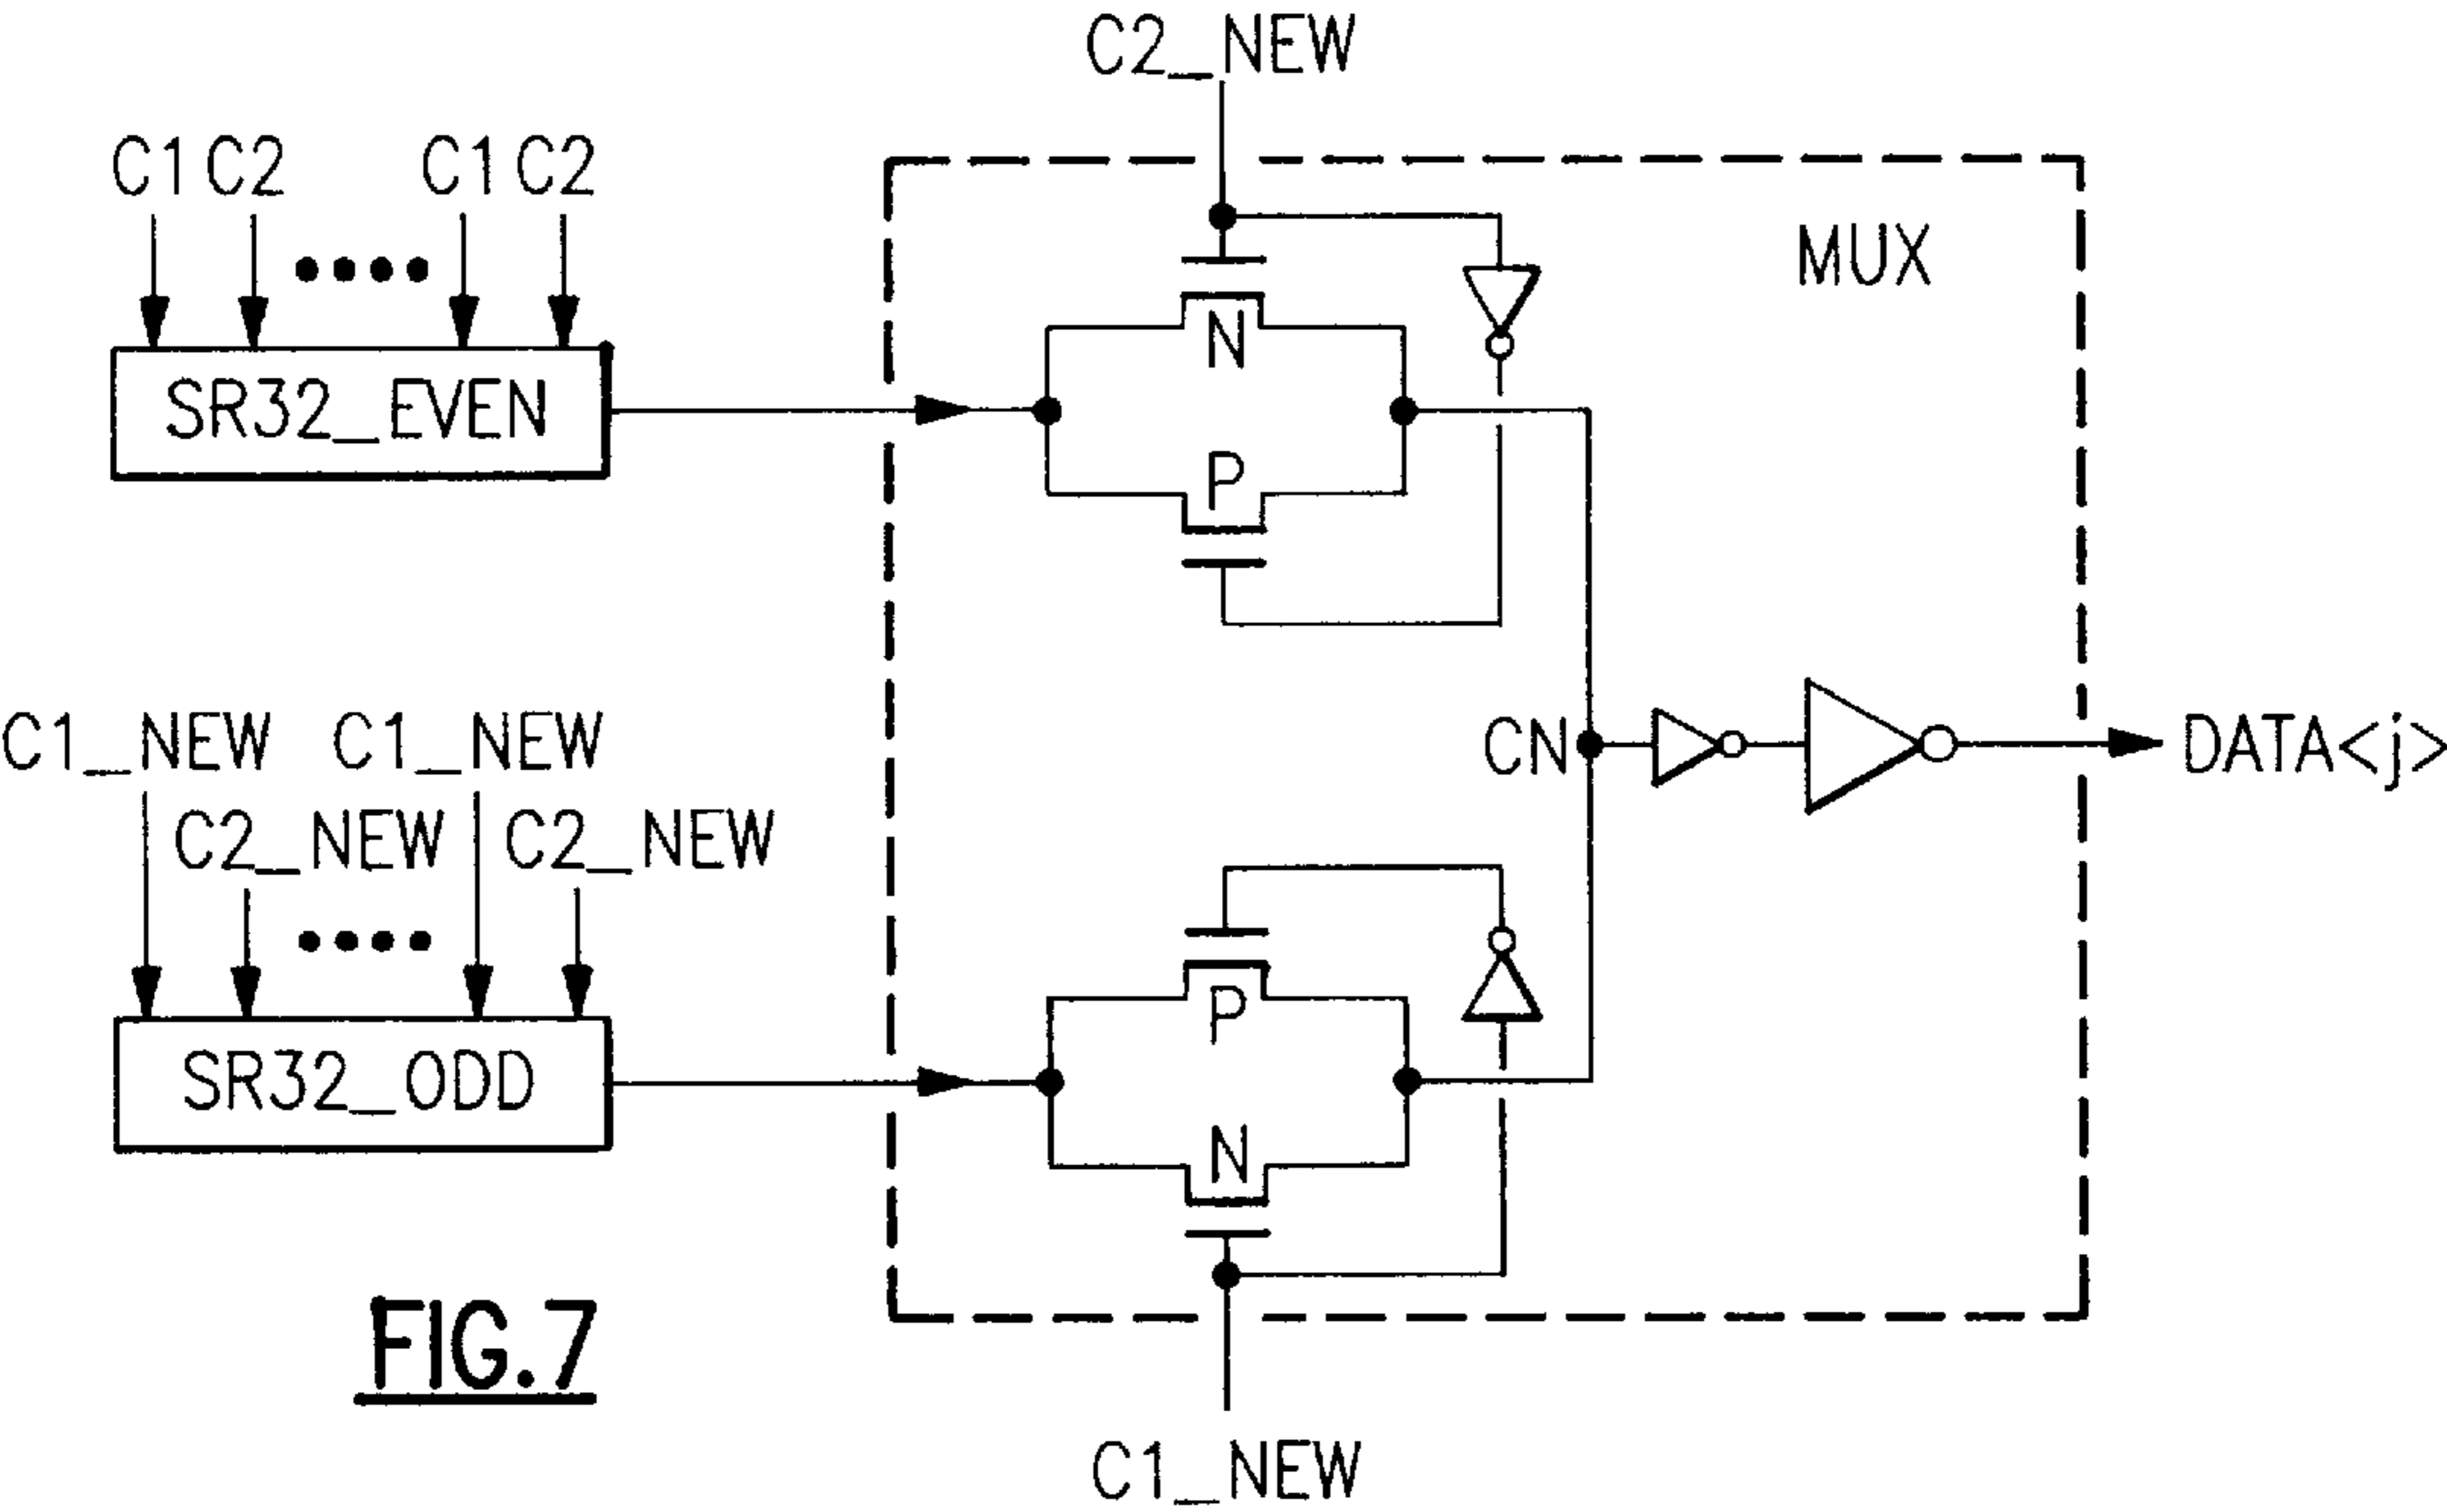 C2_NEW
C1 C2 C1 C2
MUX
N
SR32_EVEN
P
C1_NEW C1_NEW
CN
DATA<j>
C2_NEW C2_NEW
P
SR32_ODD
N
FIG.7
C1_NEW